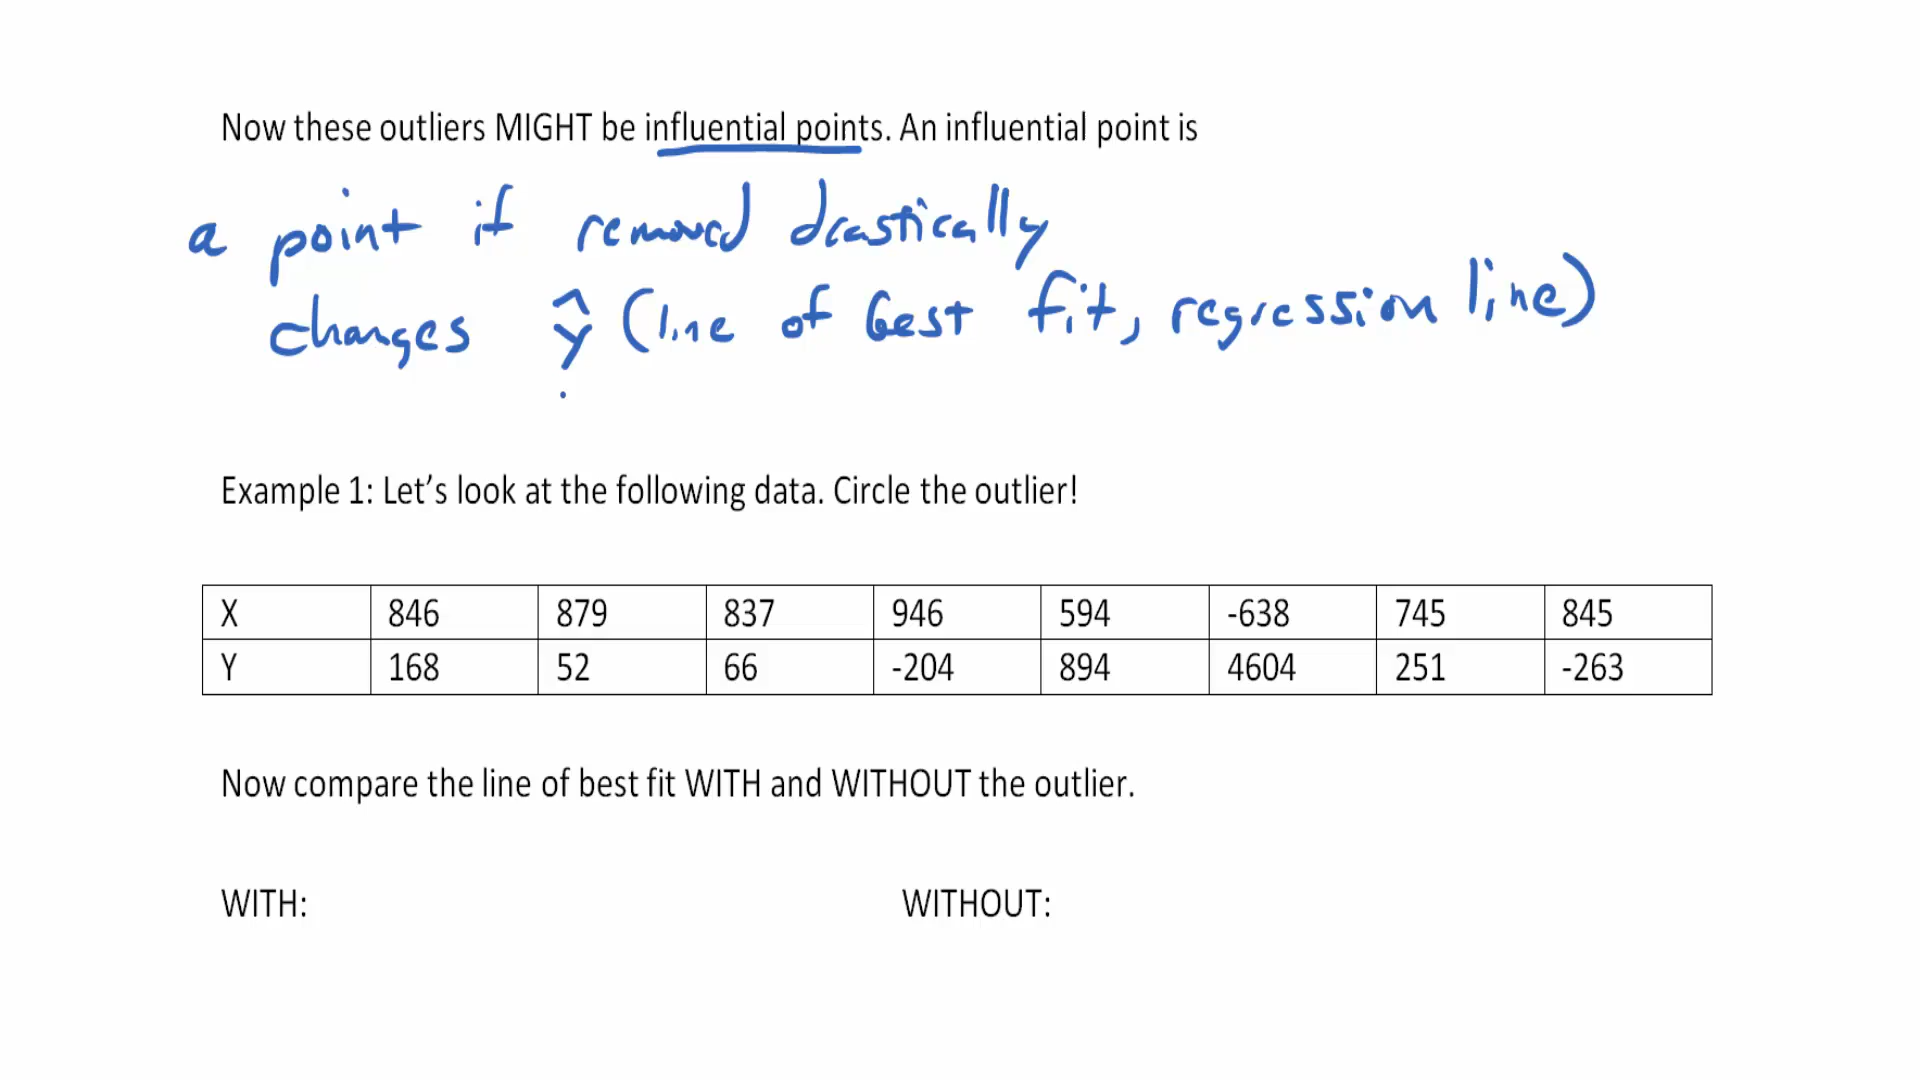 Now these outliers MIGHT be influential points. An influential point is
a point if removed drastically
changes ŷ (line of best fit, regression line)
Example 1: Let’s look at the following data. Circle the outlier!
X 846 879 837 946 594 -638 745 845
Y 168 52 66 -204 894 4604 251 -263
Now compare the line of best fit WITH and WITHOUT the outlier.
WITH: WITHOUT: